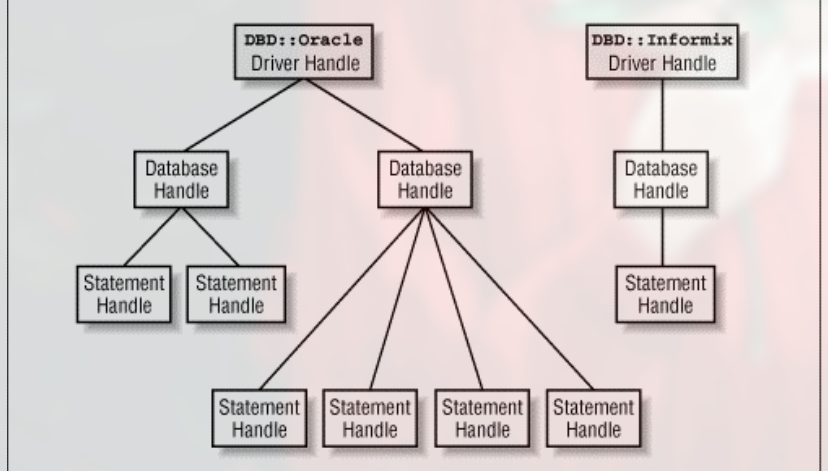 DBD::Oracle
Driver Handle
DBD::Informix
Driver Handle
Database
Handle
Database
Handle
Database
Handle
Statement
Handle
Statement
Handle
Statement
Handle
Statement
Handle
Statement
Handle
Statement
Handle
Statement
Handle